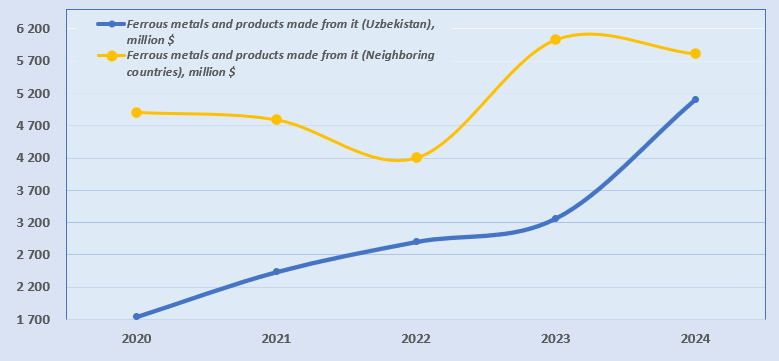 Ferrous metals and products made from it (Uzbekistan),
million $
Ferrous metals and products made from it (Neighboring
countries), million $
6 200
5 700
5 200
4 700
4 200
3 700
3 200
2 700
2 200
1 700
2020 2021 2022 2023 2024